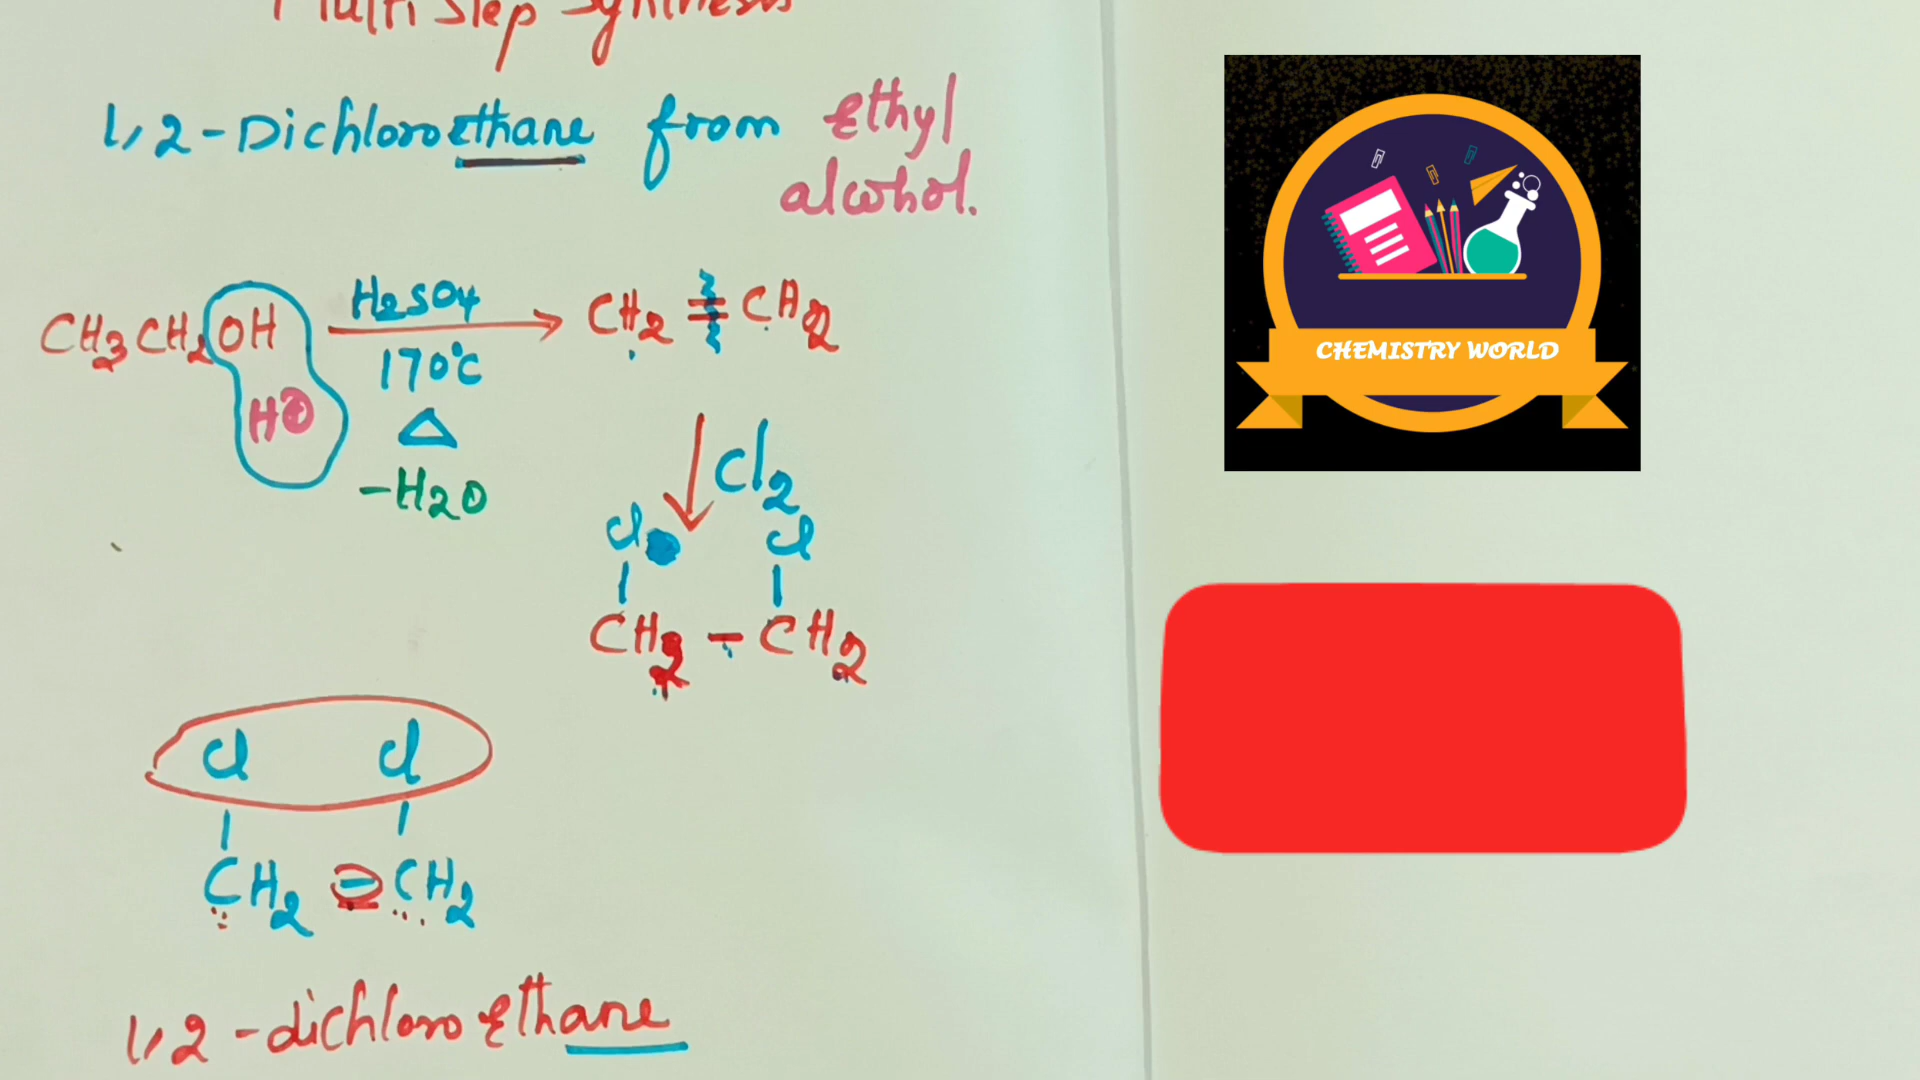 Multi Step Synthesis
1,2-Dichloroethane from ethyl
alcohol.
CH3CH2OH H2SO4 CH2 = CH2
170°C
H⊕ △
-H2O
Cl2
Cl Cl
CH2 - CH2
Cl Cl
CH2 = CH2
1,2-dichloroethane
CHEMISTRY WORLD